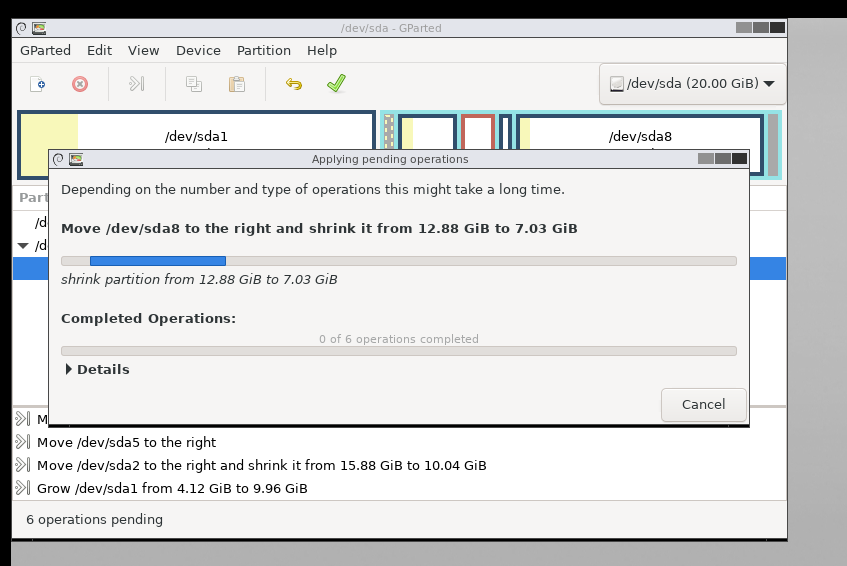 /dev/sda - GParted
GParted Edit View Device Partition Help
/dev/sda (20.00 GiB)
/dev/sda1 /dev/sda8
Applying pending operations
Depending on the number and type of operations this might take a long time.
Move /dev/sda8 to the right and shrink it from 12.88 GiB to 7.03 GiB
shrink partition from 12.88 GiB to 7.03 GiB
Completed Operations:
0 of 6 operations completed
Details
Cancel
Move /dev/sda5 to the right
Move /dev/sda2 to the right and shrink it from 15.88 GiB to 10.04 GiB
Grow /dev/sda1 from 4.12 GiB to 9.96 GiB
6 operations pending